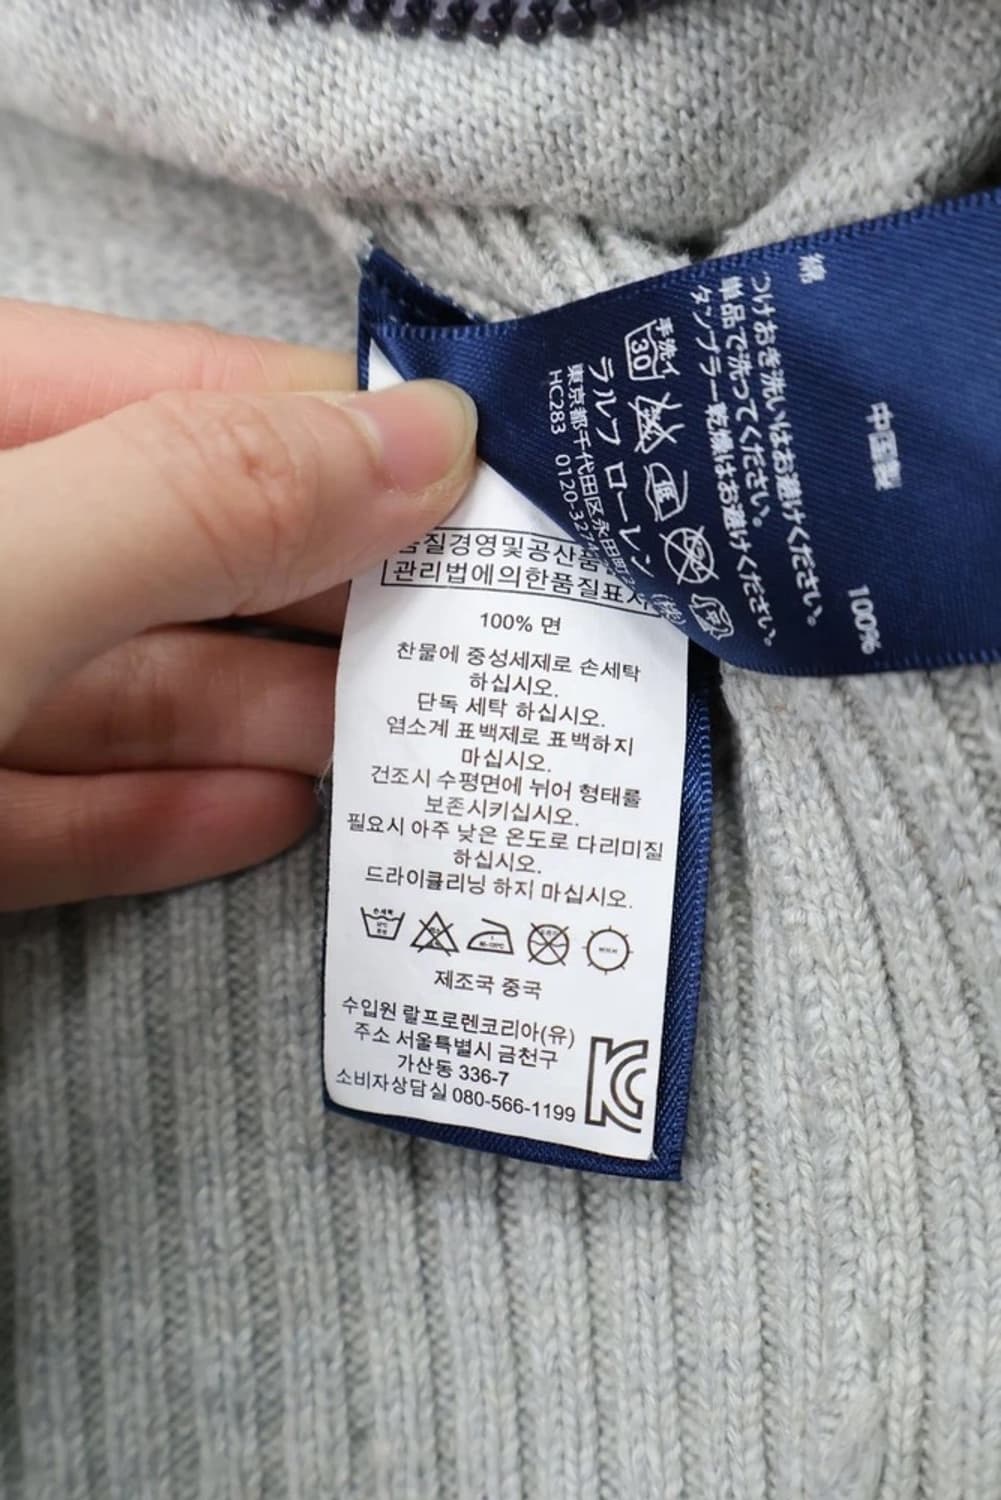 질경영및공산품
관리법에의한품질표시
100% 면
찬물에 중성세제로 손세탁
하십시오.
단독 세탁 하십시오.
염소계 표백제로 표백하지
마십시오.
건조시 수평면에 뉘어 형태를
보존시키십시오.
필요시 아주 낮은 온도로 다리미질
하십시오.
드라이클리닝 하지 마십시오.
제조국 중국
수입원 랄프로렌코리아(유)
주소 서울특별시 금천구
가산동 336-7
소비자상담실 080-566-1199
綿 100%
つけおき洗いはお避けください。
単品で洗ってください。
タンブラー乾燥はお避けください。
手洗イ
30
ラルフ ローレン
東京都千代田区永田町
HC283 0120-327
中国製